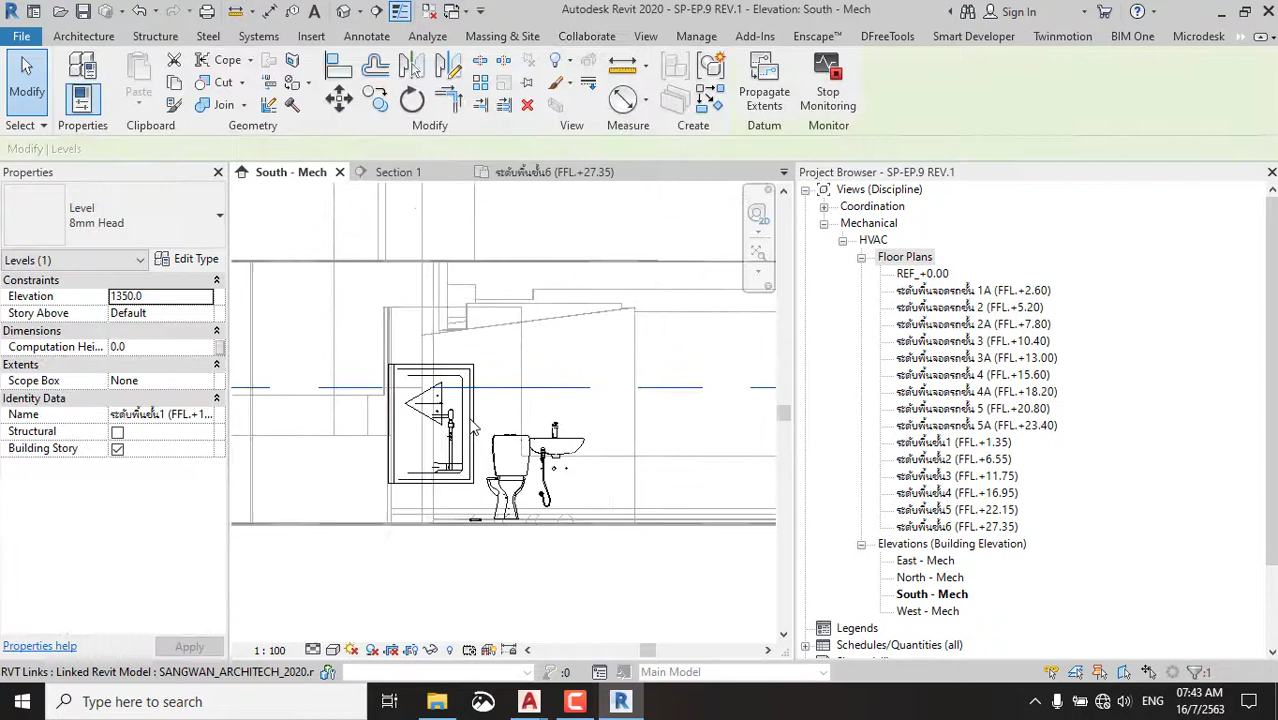 Autodesk Revit 2020 - SP-EP.9 REV.1 - Elevation: South - Mech
Sign In
File
Architecture
Structure
Steel
Systems
Insert
Annotate
Analyze
Massing & Site
Collaborate
View
Manage
Add-Ins
Enscape™
DFreeTools
Smart Developer
Twinmotion
BIM One
Microdesk
Modify
Paste
Cope
Cut
Join
Propagate
Extents
Stop
Monitoring
Select
Properties
Clipboard
Geometry
Modify
View
Measure
Create
Datum
Monitor
Modify | Levels
Properties
South - Mech
Section 1
ระดับพื้นชั้น6 (FFL.+27.35)
Project Browser - SP-EP.9 REV.1
Level
8mm Head
Levels (1)
Edit Type
Constraints
Elevation 1350.0
Story Above Default
Dimensions
Computation Hei... 0.0
Extents
Scope Box None
Identity Data
Name ระดับพื้นชั้น1 (FFL.+1...
Structural
Building Story
Properties help
Apply
2D
Views (Discipline)
Coordination
Mechanical
HVAC
Floor Plans
REF_+0.00
ระดับพื้นจอดรถชั้น 1A (FFL.+2.60)
ระดับพื้นจอดรถชั้น 2 (FFL.+5.20)
ระดับพื้นจอดรถชั้น 2A (FFL.+7.80)
ระดับพื้นจอดรถชั้น 3 (FFL.+10.40)
ระดับพื้นจอดรถชั้น 3A (FFL.+13.00)
ระดับพื้นจอดรถชั้น 4 (FFL.+15.60)
ระดับพื้นจอดรถชั้น 4A (FFL.+18.20)
ระดับพื้นจอดรถชั้น 5 (FFL.+20.80)
ระดับพื้นจอดรถชั้น 5A (FFL.+23.40)
ระดับพื้นชั้น1 (FFL.+1.35)
ระดับพื้นชั้น2 (FFL.+6.55)
ระดับพื้นชั้น3 (FFL.+11.75)
ระดับพื้นชั้น4 (FFL.+16.95)
ระดับพื้นชั้น5 (FFL.+22.15)
ระดับพื้นชั้น6 (FFL.+27.35)
Elevations (Building Elevation)
East - Mech
North - Mech
South - Mech
West - Mech
Legends
Schedules/Quantities (all)
1 : 100
RVT Links : Linked Revit Model : SANGWAN_ARCHITECH_2020.r
:0
Main Model
:1
Type here to search
ENG
07:43 AM
16/7/2563